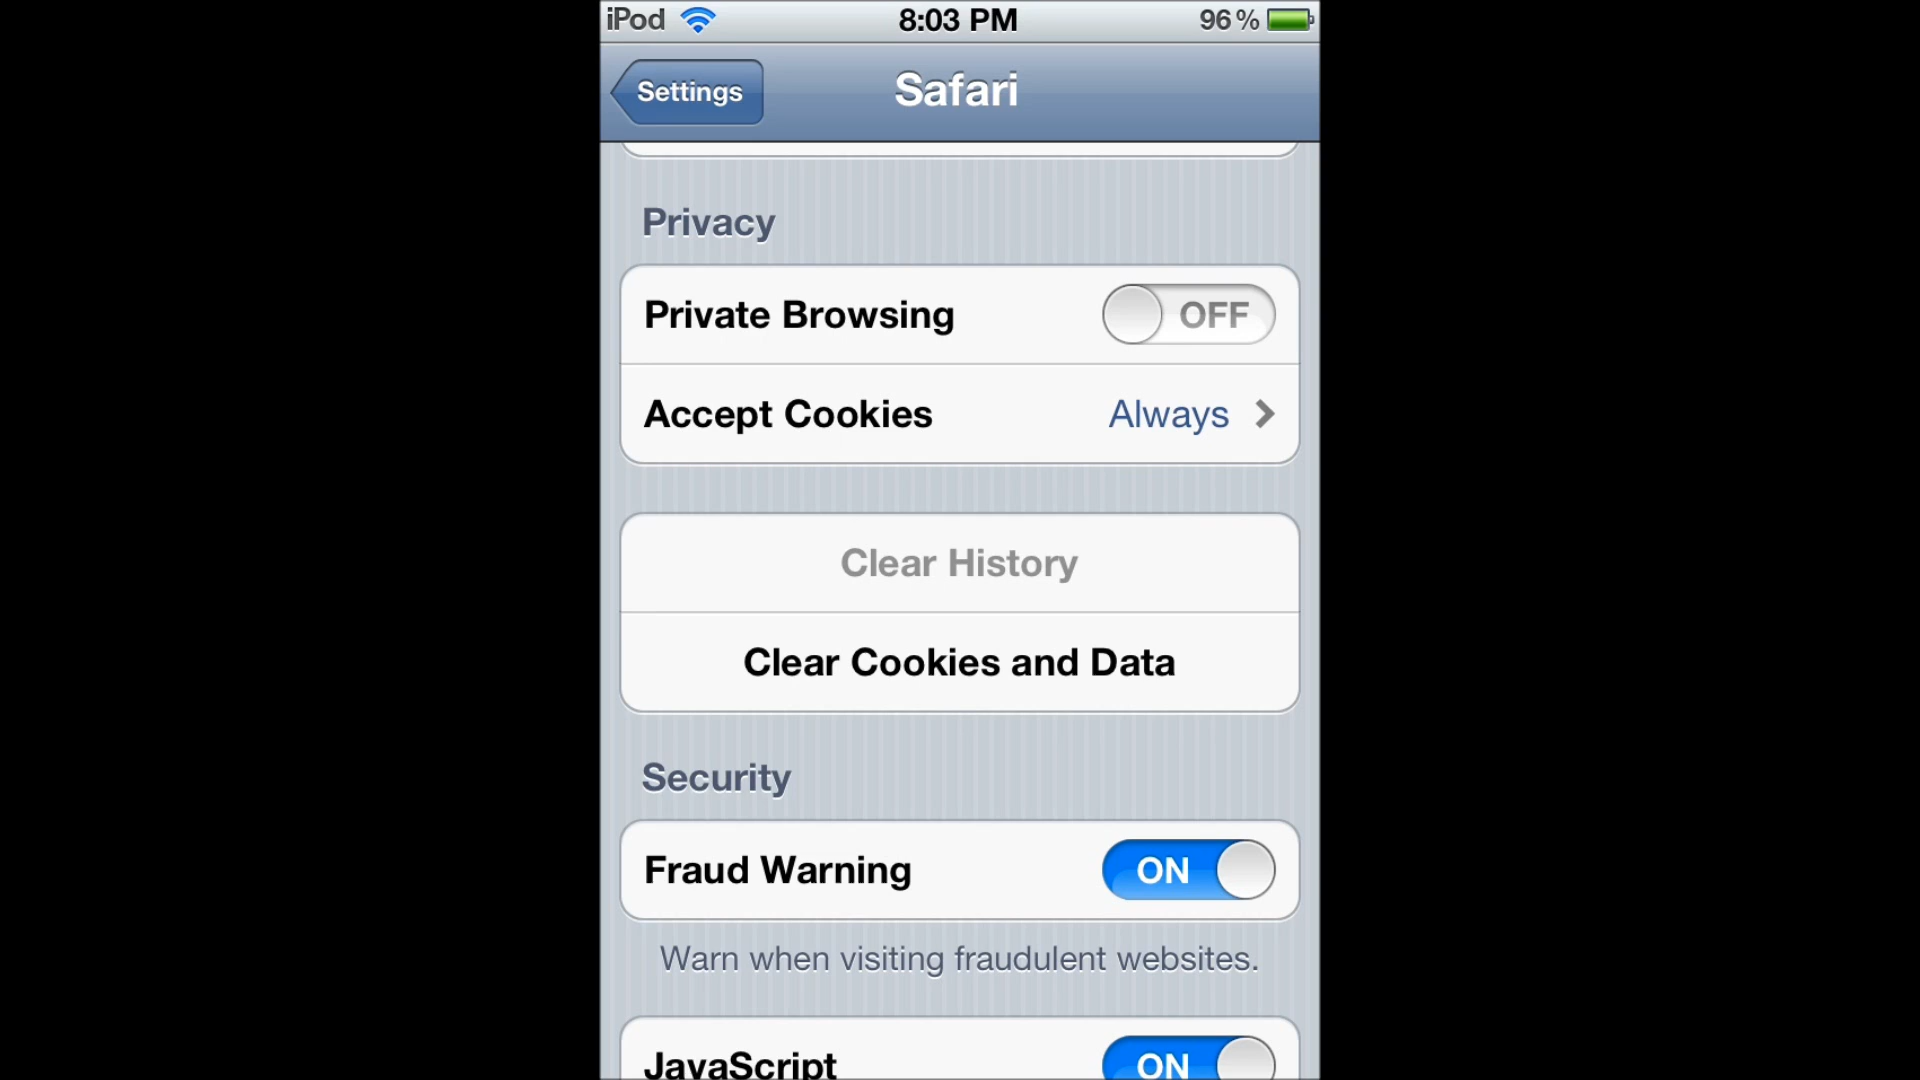 iPod 8:03 PM 96%
Settings Safari
Privacy
Private Browsing OFF
Accept Cookies Always
Clear History
Clear Cookies and Data
Security
Fraud Warning ON
Warn when visiting fraudulent websites.
JavaScript ON